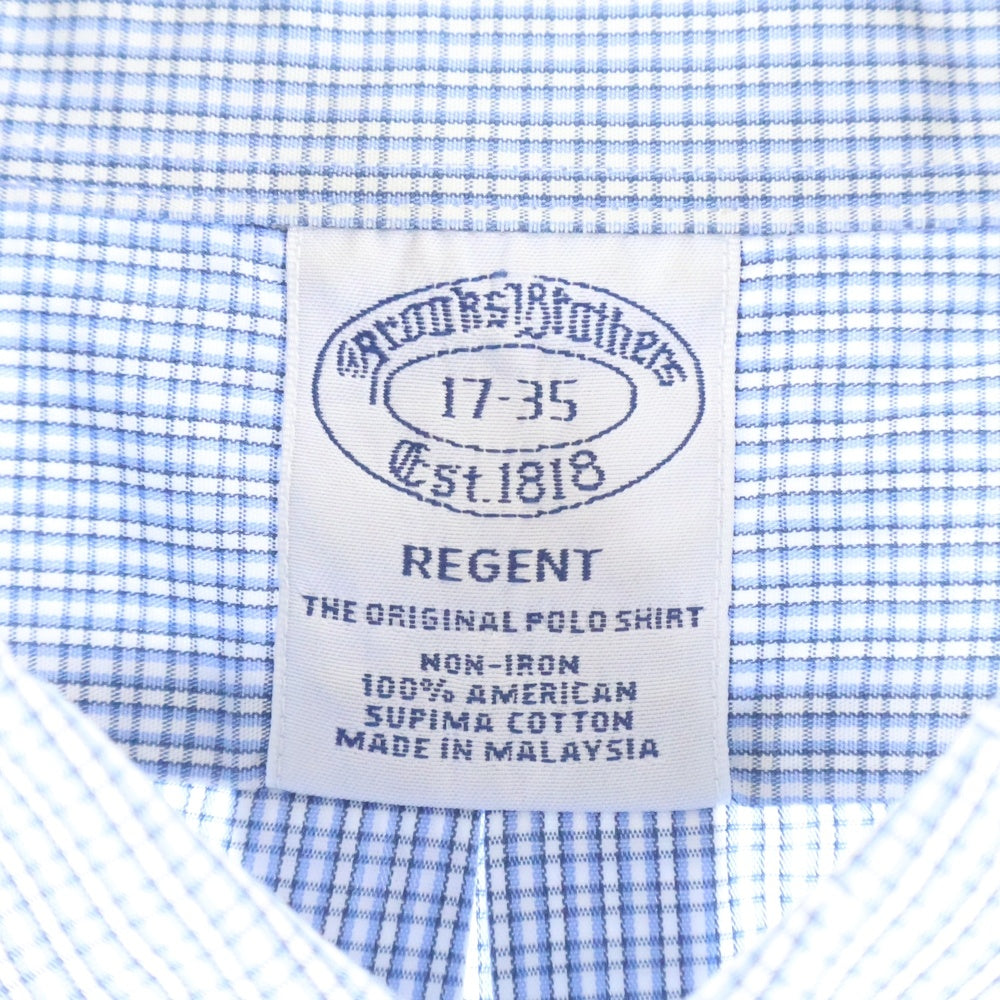 Brooks Brothers
17-35
Est. 1818
REGENT
THE ORIGINAL POLO SHIRT
NON-IRON
100% AMERICAN
SUPIMA COTTON
MADE IN MALAYSIA